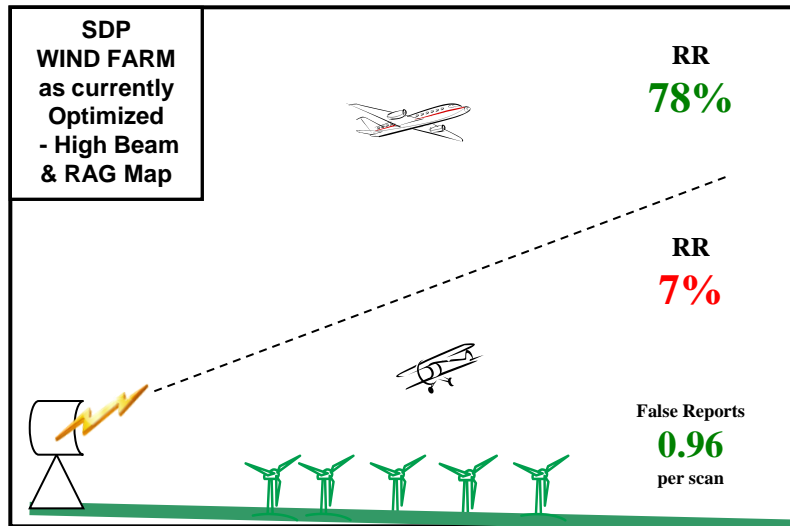 SDP
WIND FARM
as currently
Optimized
- High Beam
& RAG Map
RR
78%
RR
7%
False Reports
0.96
per scan